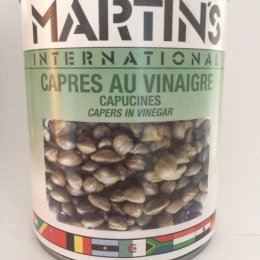 MARTIN'S
INTERNATIONAL
CAPRES AU VINAIGRE
CAPUCINES
CAPERS IN VINEGAR